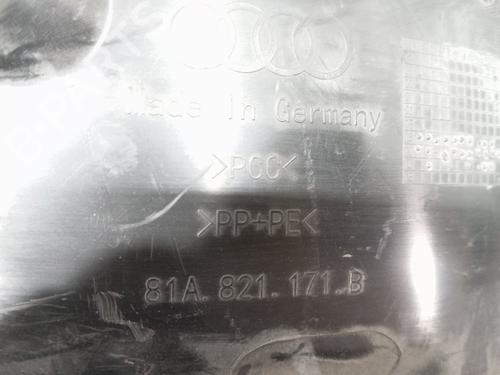 Made In Germany
>PCC<
>PP+PE<
81A. 821. 171. B